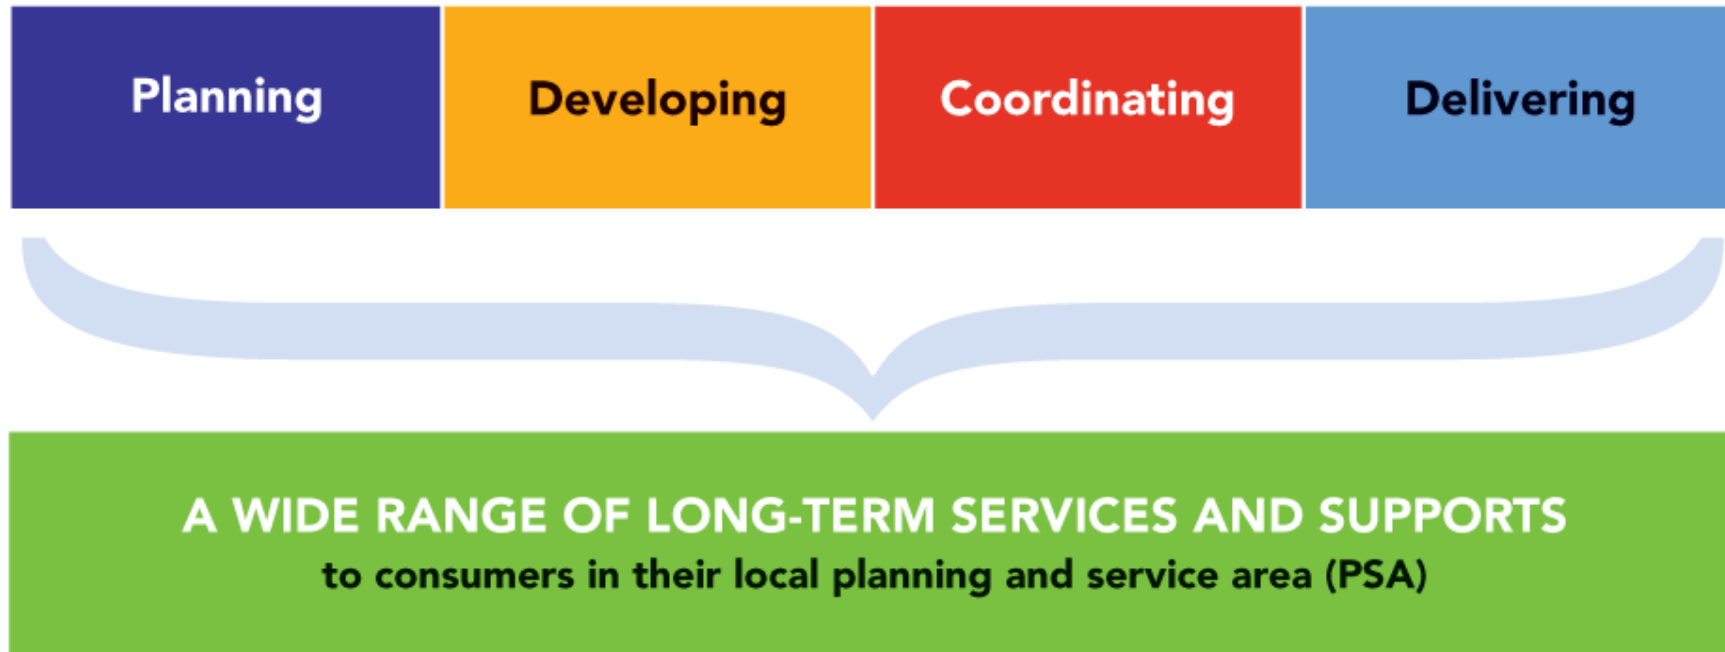 Planning
Developing
Coordinating
Delivering
A WIDE RANGE OF LONG-TERM SERVICES AND SUPPORTS
to consumers in their local planning and service area (PSA)